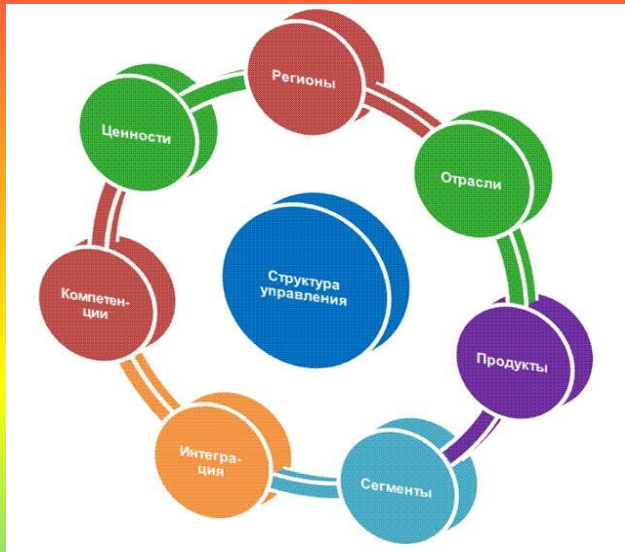 Регионы
Отрасли
Продукты
Сегменты
Интегра-
ция
Компетен-
ции
Ценности
Структура
управления